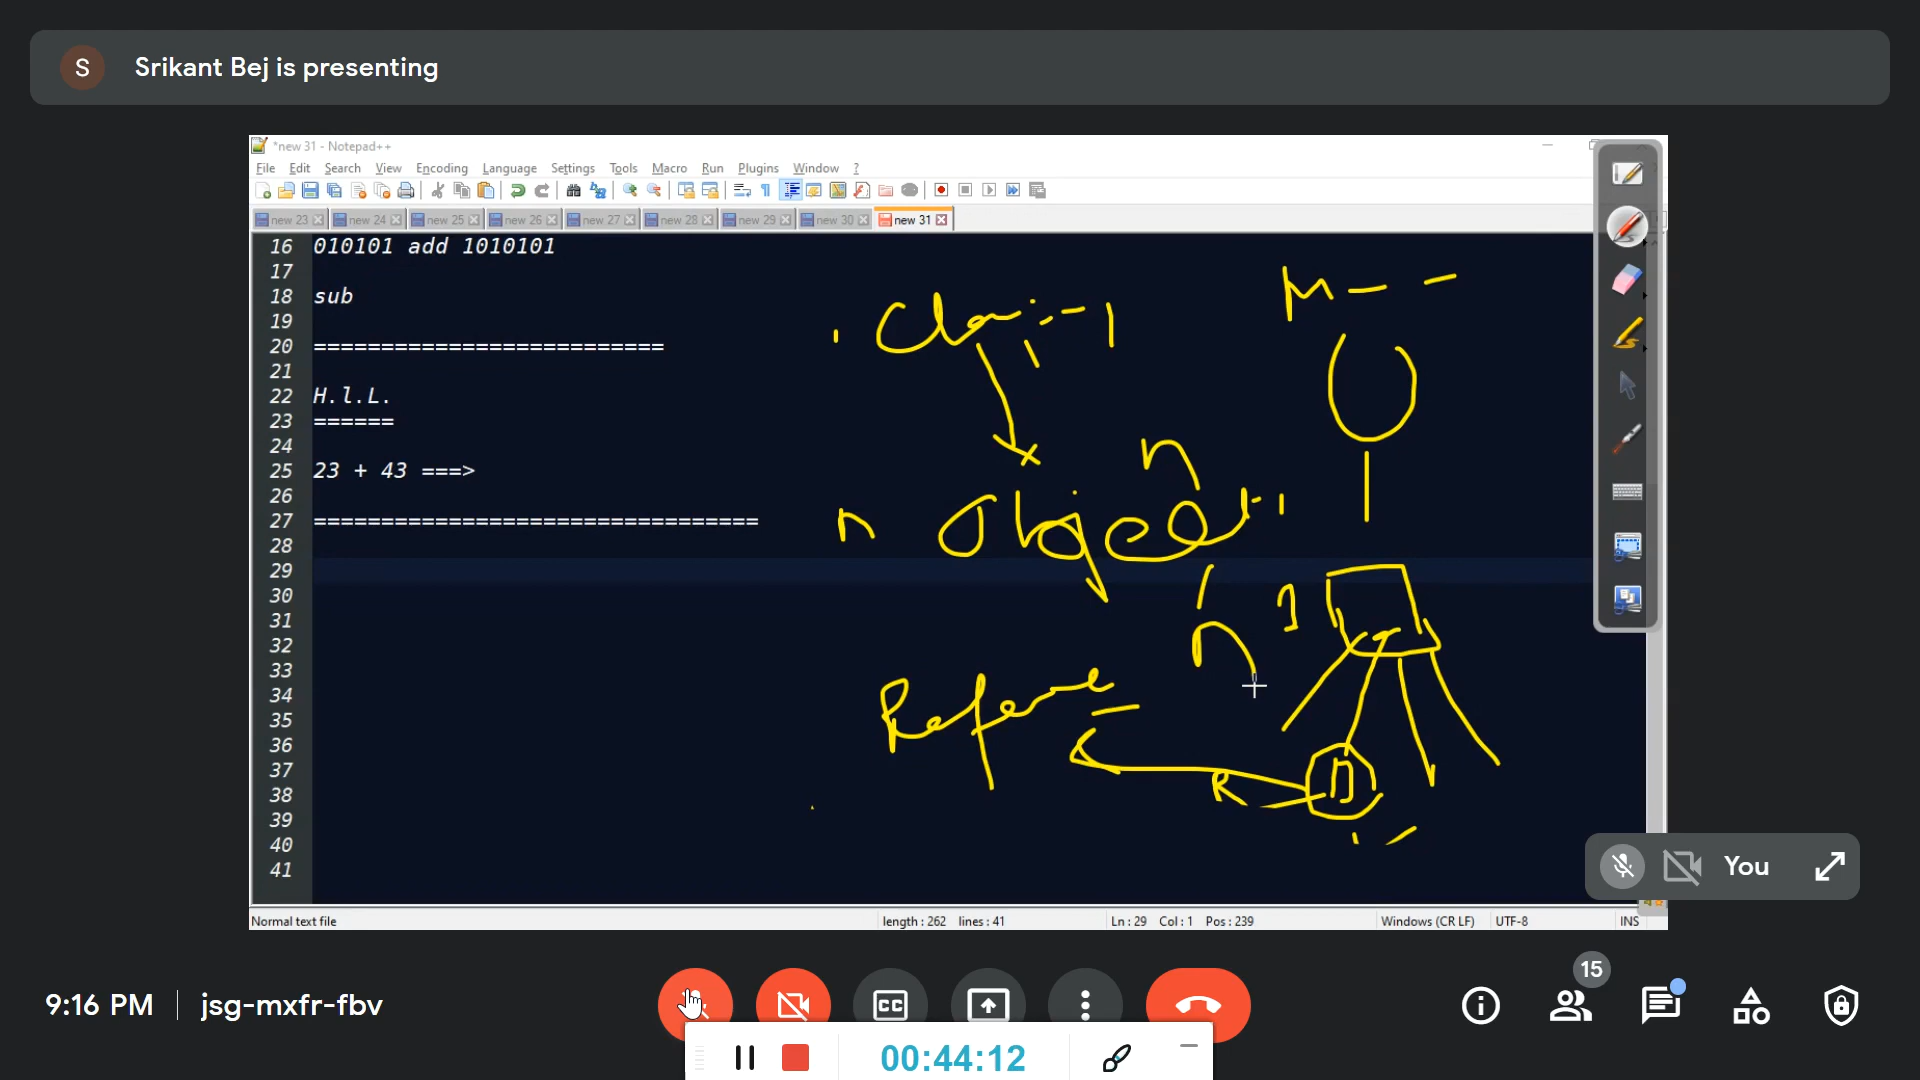 S Srikant Bej is presenting
*new 31 - Notepad++
File Edit Search View Encoding Language Settings Tools Macro Run Plugins Window ?
new 23 new 24 new 25 new 26 new 27 new 28 new 29 new 30 new 31
16 010101 add 1010101
17
18 sub
19
20 ==========================
21
22 H.l.L.
23 ======
24
25 23 + 43 ===>
26
27 =================================
28
29
30
31
32
33
34
35
36
37
38
39
40
41
M
1
n
n Object 1
n
R
D
Normal text file length : 262 lines : 41 Ln : 29 Col : 1 Pos : 239 Windows (CR LF) UTF-8 INS
You
9:16 PM jsg-mxfr-fbv
CC
15
00:44:12